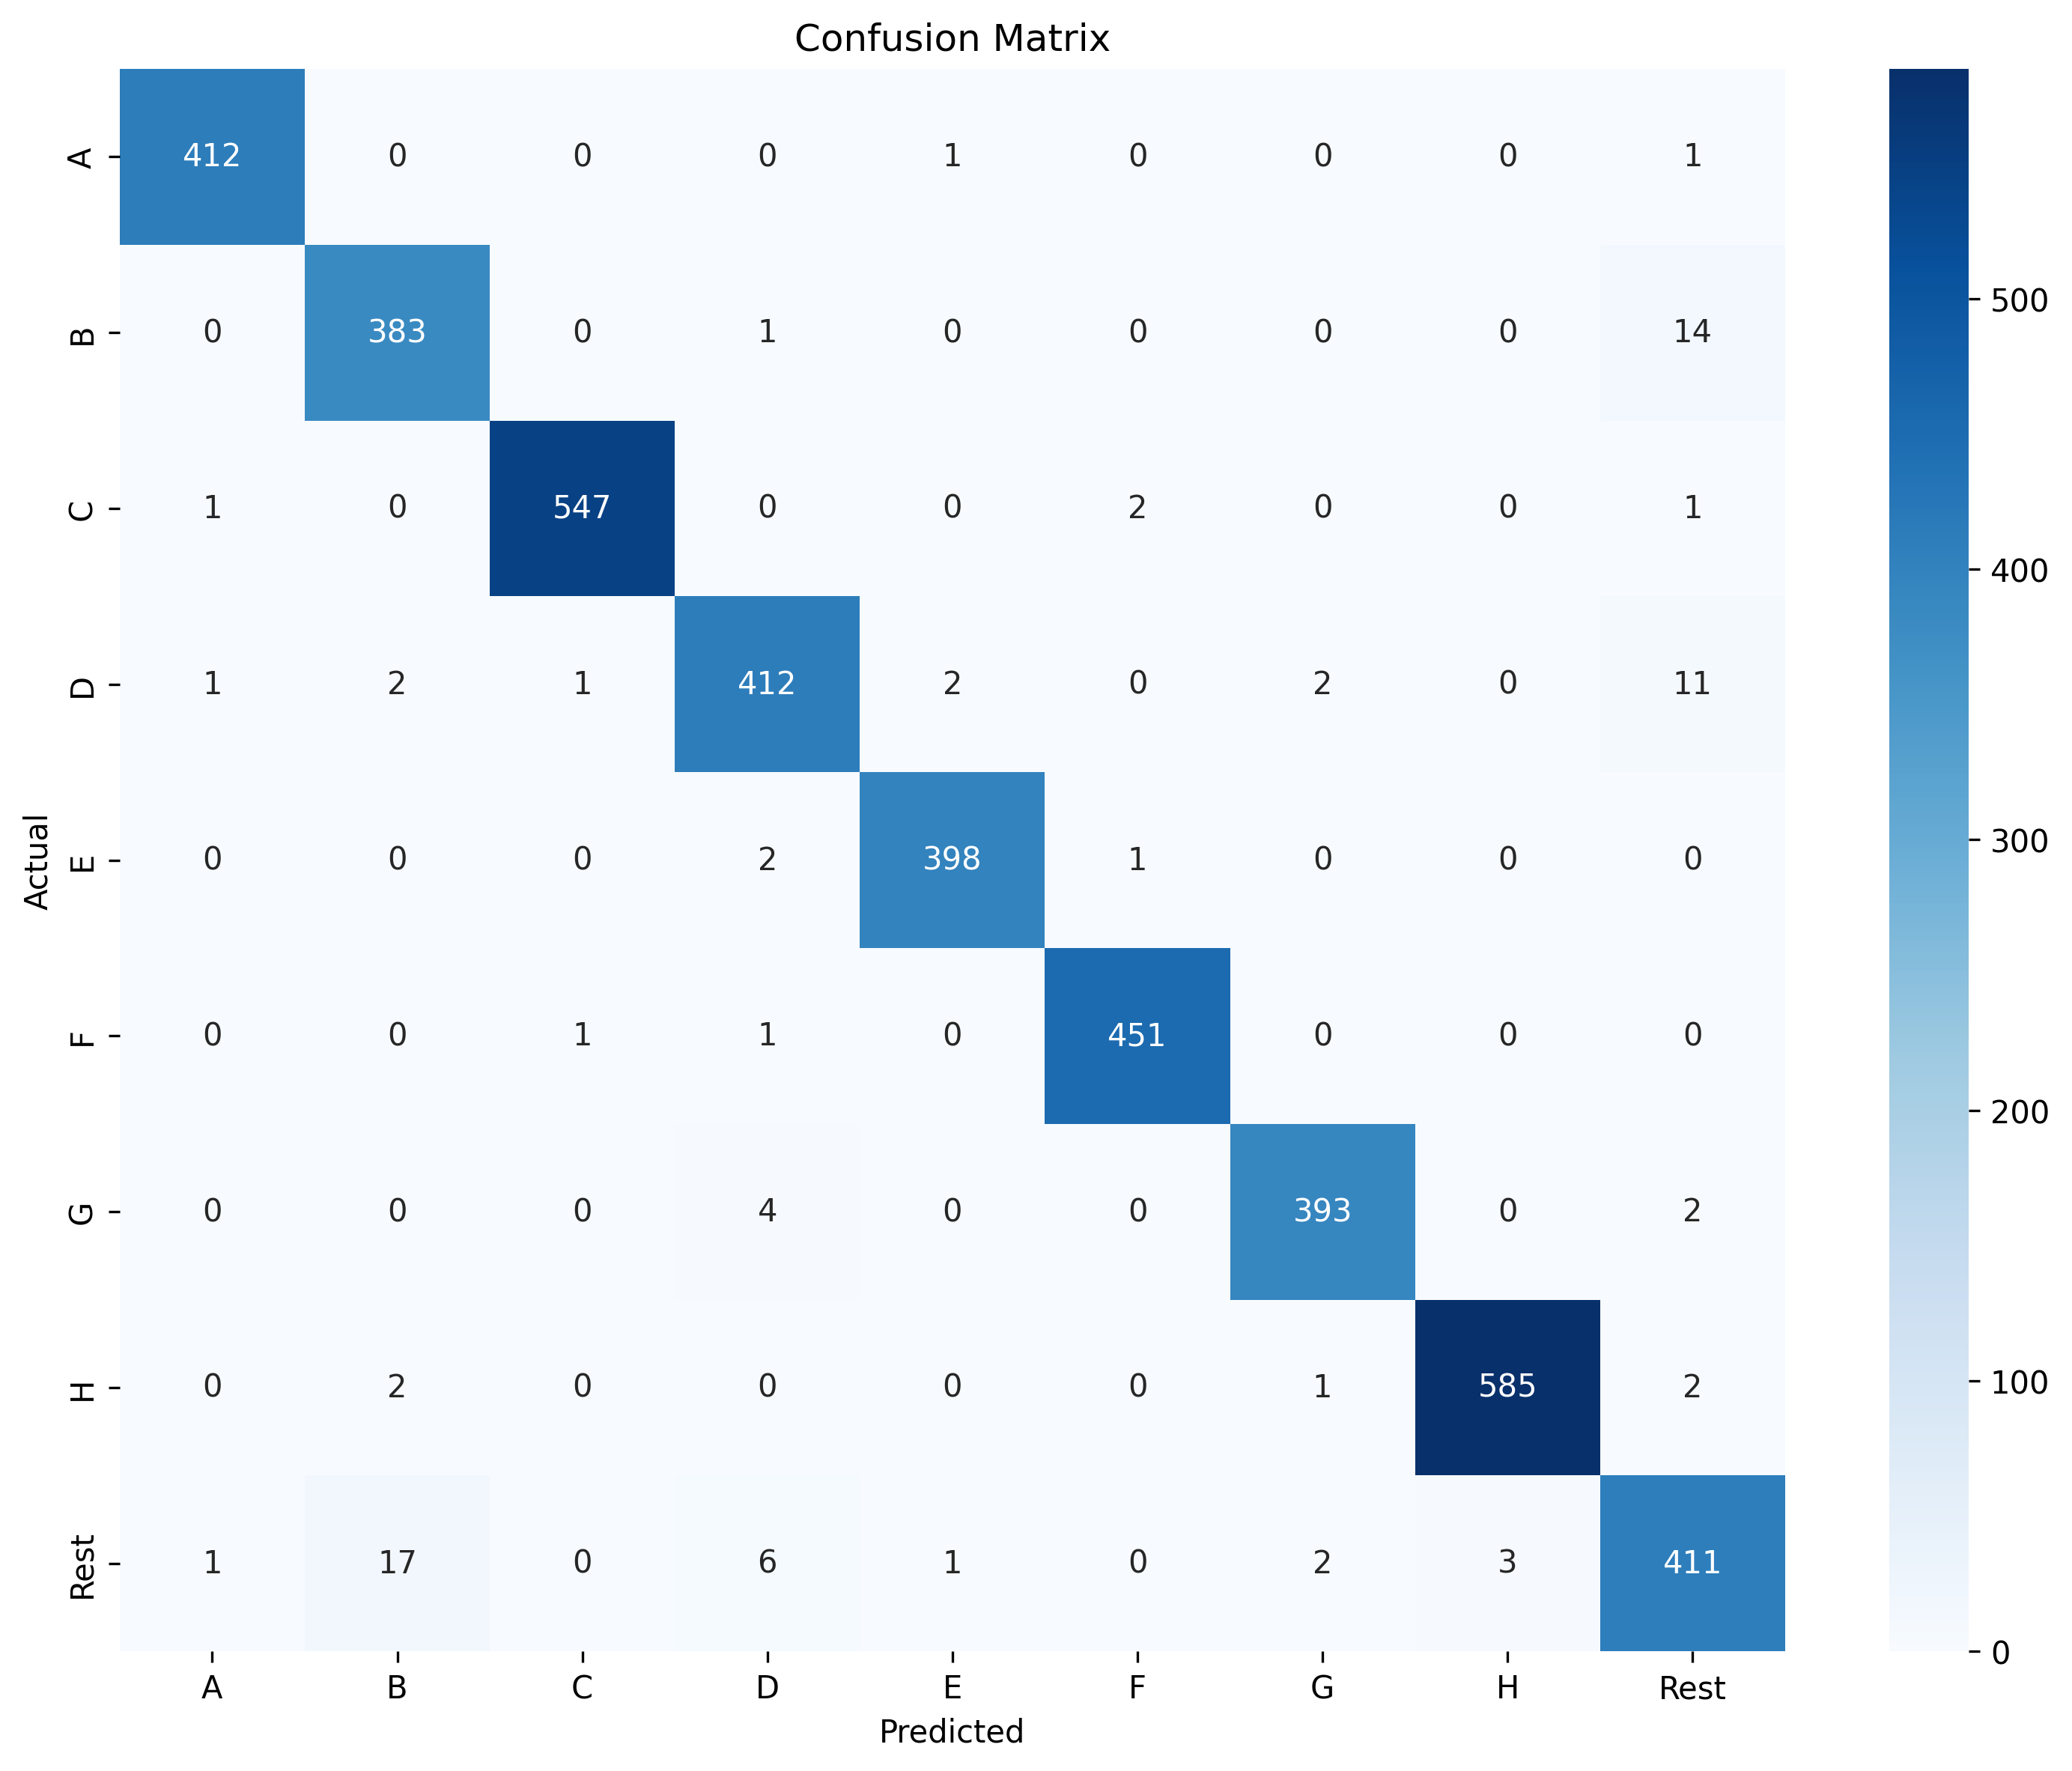 Confusion Matrix
A 412 0 0 0 1 0 0 0 1
B 0 383 0 1 0 0 0 0 14
C 1 0 547 0 0 2 0 0 1
D 1 2 1 412 2 0 2 0 11
E 0 0 0 2 398 1 0 0 0
F 0 0 1 1 0 451 0 0 0
G 0 0 0 4 0 0 393 0 2
H 0 2 0 0 0 0 1 585 2
Rest 1 17 0 6 1 0 2 3 411
A B C D E F G H Rest
Predicted
Actual
500
400
300
200
100
0